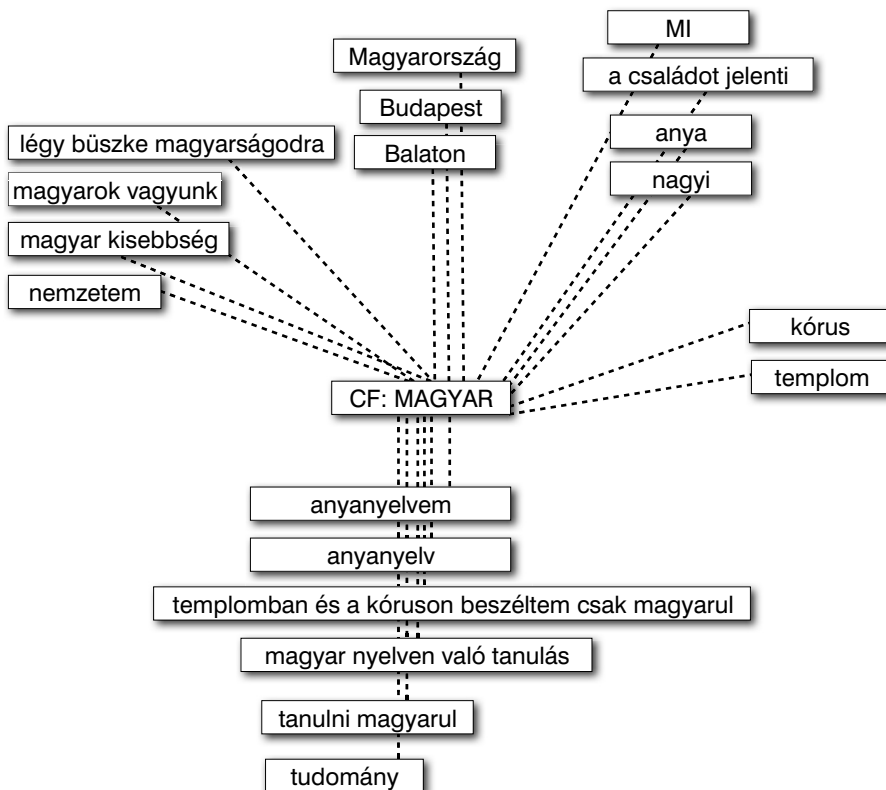 MI
Magyarország
a családot jelenti
Budapest
anya
légy büszke magyarságodra
Balaton
nagyi
magyarok vagyunk
magyar kisebbség
nemzetem
kórus
templom
CF: MAGYAR
anyanyelvem
anyanyelv
templomban és a kóruson beszéltem csak magyarul
magyar nyelven való tanulás
tanulni magyarul
tudomány